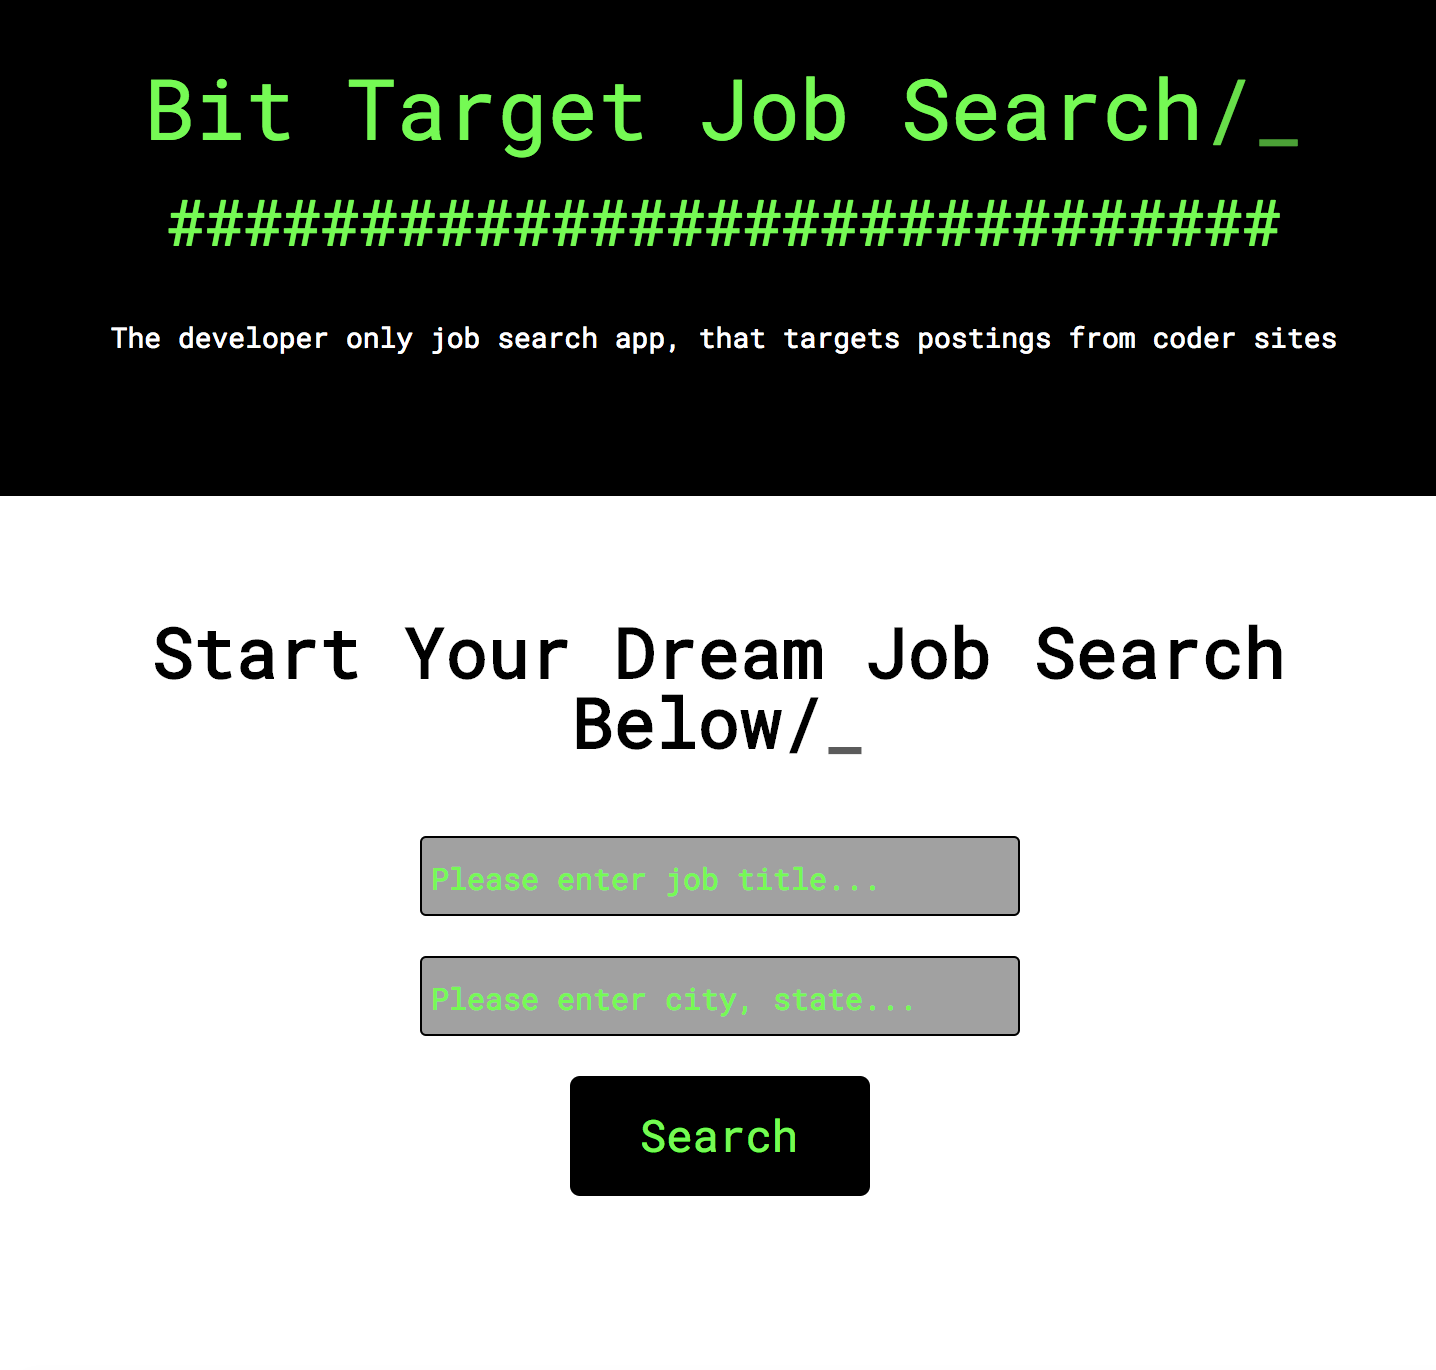 Bit Target Job Search/_
#############################
The developer only job search app, that targets postings from coder sites
Start Your Dream Job Search
Below/_
Please enter job title...
Please enter city, state...
Search